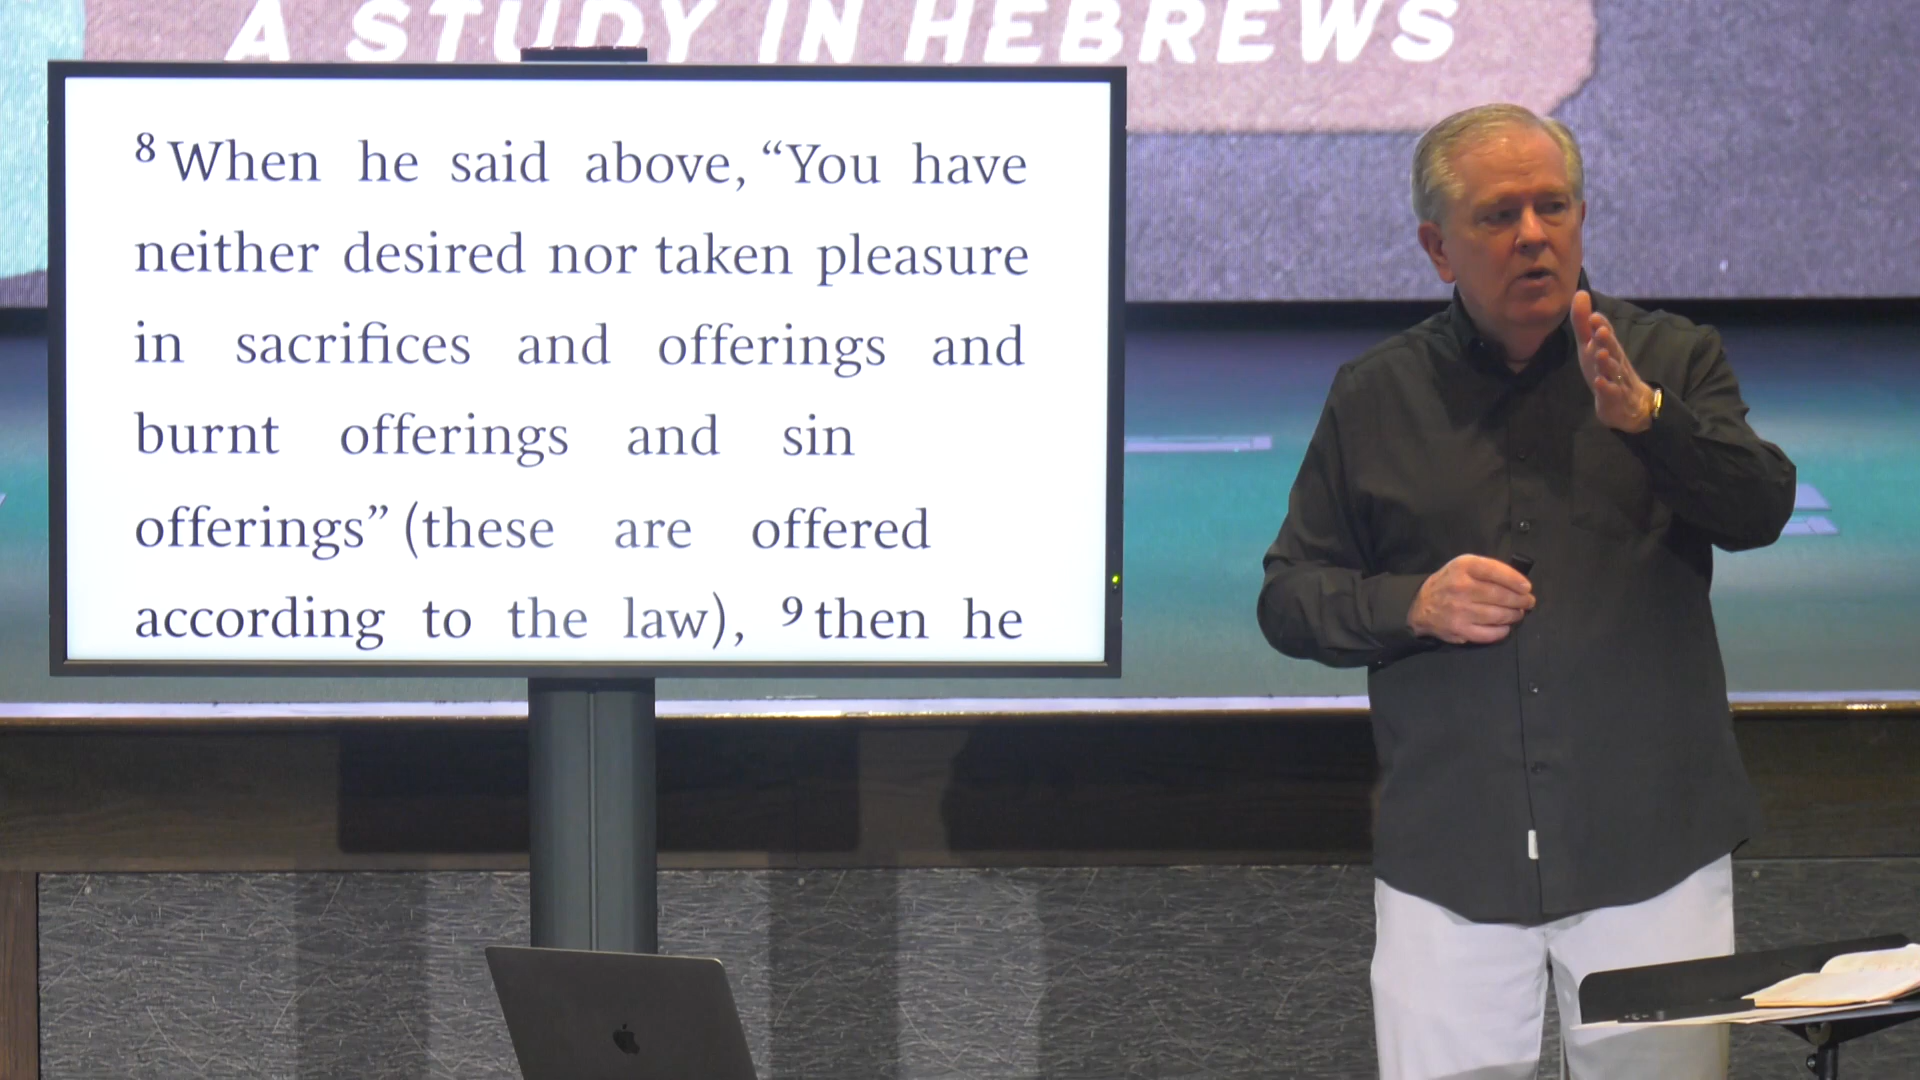 A STUDY IN HEBREWS
8 When he said above, “You have
neither desired nor taken pleasure
in sacrifices and offerings and
burnt offerings and sin
offerings” (these are offered
according to the law), 9 then he